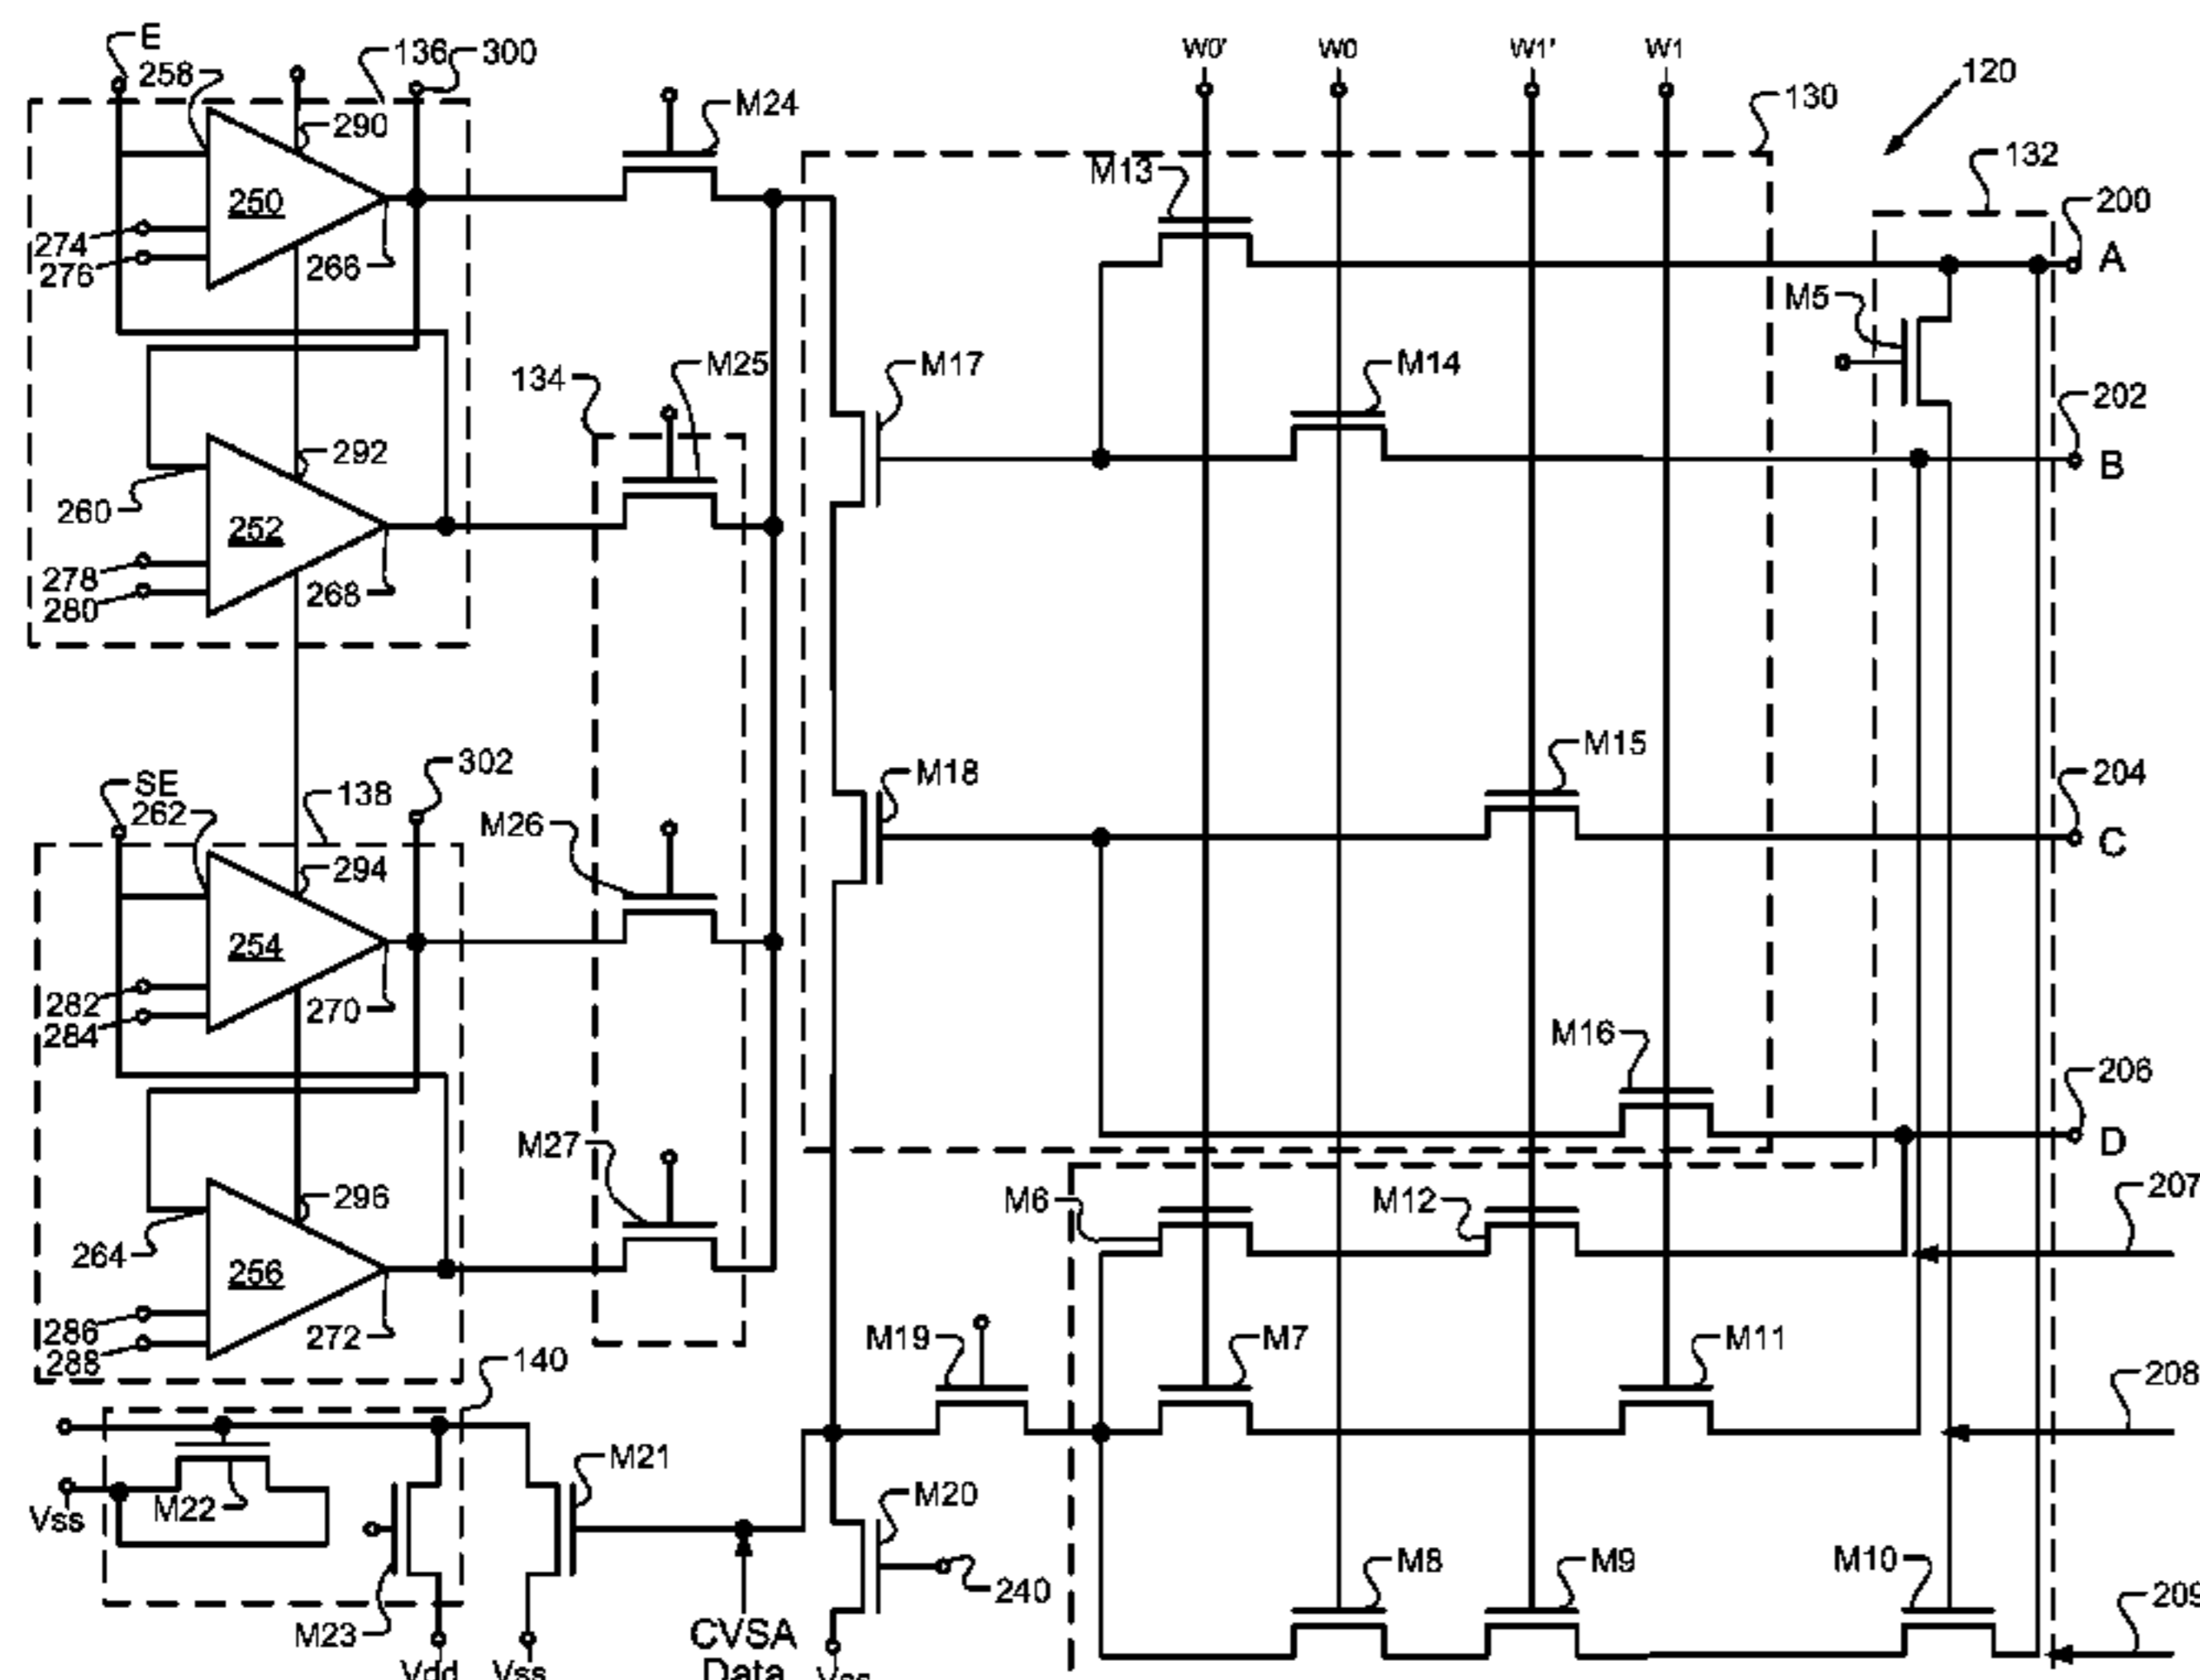 E
136
300
W0'
W0
W1'
W1
120
258
M24
130
290
132
M13
200
250
A
274
276
266
M5
M25
M17
M14
134
202
292
B
260
252
278
280
268
M15
302
M18
204
SE
138
262
M26
C
294
254
282
284
270
M16
206
M27
D
M6
M12
207
296
264
256
286
288
272
M19
M7
M11
140
208
M21
M20
Vss
M22
M8
M9
M10
240
209
M23
CVSA
Data
Vdd
Vss
Vss